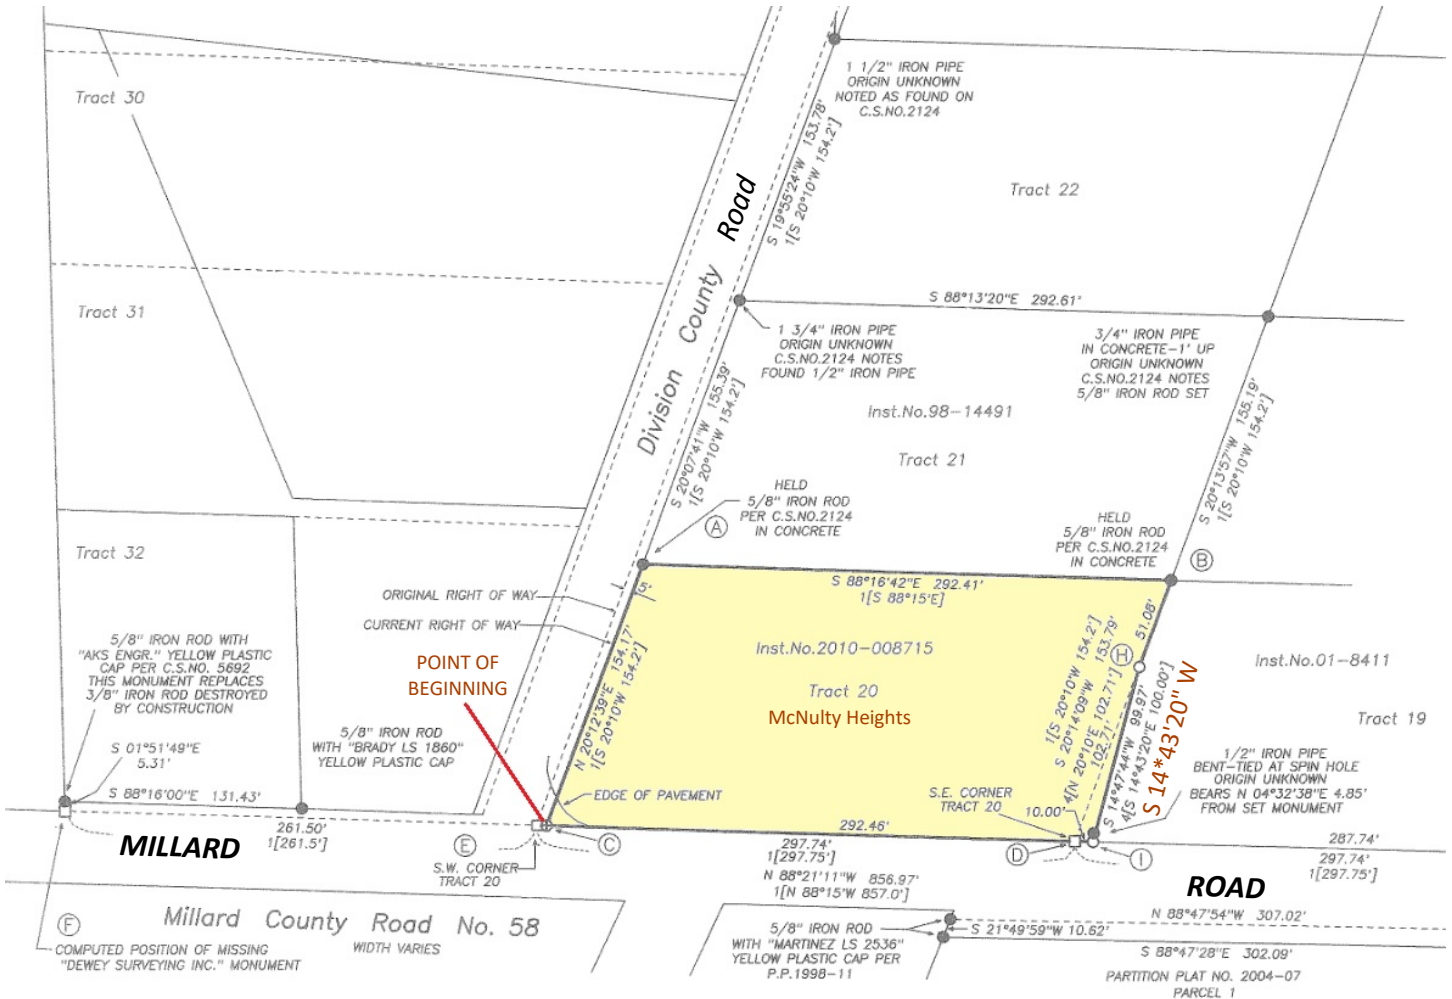 1 1/2" IRON PIPE
ORIGIN UNKNOWN
NOTED AS FOUND ON
C.S.NO.2124
Tract 30
S 19°55'24"W 153.78'
1[S 20°10'W 154.2']
Road
Tract 22
County
Division
S 88°13'20"E 292.61'
Tract 31
1 3/4" IRON PIPE
ORIGIN UNKNOWN
C.S.NO.2124 NOTES
FOUND 1/2" IRON PIPE
3/4" IRON PIPE
IN CONCRETE-1' UP
ORIGIN UNKNOWN
C.S.NO.2124 NOTES
5/8" IRON ROD SET
S 20°07'41"W 155.39'
1[S 20°10'W 154.2']
Inst.No.98-14491
Tract 21
S 20°13'57"W 155.19'
1[S 20°10'W 154.2']
HELD
5/8" IRON ROD
PER C.S.NO.2124
IN CONCRETE
A
HELD
5/8" IRON ROD
PER C.S.NO.2124
IN CONCRETE
B
Tract 32
S 88°16'42"E 292.41'
1[S 88°15'E]
5'
ORIGINAL RIGHT OF WAY
CURRENT RIGHT OF WAY
5/8" IRON ROD WITH
"AKS ENGR." YELLOW PLASTIC
CAP PER C.S.NO. 5692
THIS MONUMENT REPLACES
3/8" IRON ROD DESTROYED
BY CONSTRUCTION
POINT OF
BEGINNING
N 20°12'39"E 154.17'
1[S 20°10'W 154.2']
Inst.No.2010-008715
Tract 20
McNulty Heights
1[S 20°10'W 154.2']
S 20°14'09"W 153.79'
4[N 20°10'E 102.71']
102.71'
H
51.08'
S 14°47'44"W 99.97'
4[S 14°43'20"E 100.00']
S 14*43'20" W
Inst.No.01-8411
Tract 19
5/8" IRON ROD
WITH "BRADY LS 1860"
YELLOW PLASTIC CAP
S 01°51'49"E
5.31'
1/2" IRON PIPE
BENT-TIED AT SPIN HOLE
ORIGIN UNKNOWN
BEARS N 04°32'38"E 4.85'
FROM SET MONUMENT
S 88°16'00"E 131.43'
EDGE OF PAVEMENT
S.E. CORNER
TRACT 20
10.00'
261.50'
1[261.5']
292.46'
287.74'
MILLARD
E
C
D
I
S.W. CORNER
TRACT 20
297.74'
1[297.75']
N 88°21'11"W 856.97'
1[N 88°15'W 857.0']
297.74'
1[297.75']
ROAD
F
Millard County Road No. 58
WIDTH VARIES
COMPUTED POSITION OF MISSING
"DEWEY SURVEYING INC." MONUMENT
5/8" IRON ROD
WITH "MARTINEZ LS 2536"
YELLOW PLASTIC CAP PER
P.P.1998-11
N 88°47'54"W 307.02'
S 21°49'59"W 10.62'
S 88°47'28"E 302.09'
PARTITION PLAT NO. 2004-07
PARCEL 1